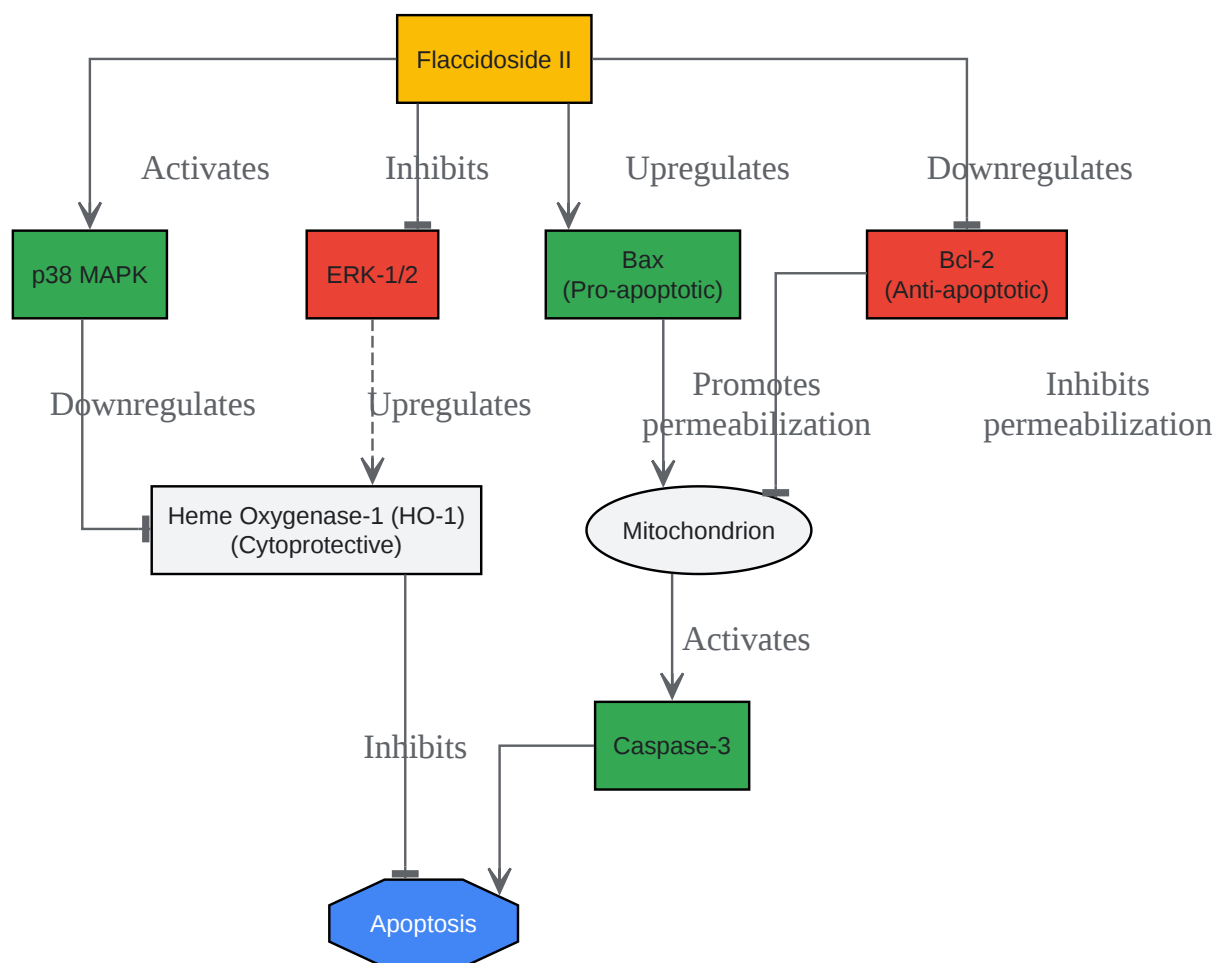 Flaccidoside II
Activates
Inhibits
Upregulates
Downregulates
p38 MAPK
ERK-1/2
Bax
(Pro-apoptotic)
Bcl-2
(Anti-apoptotic)
Downregulates
Upregulates
Promotes
permeabilization
Inhibits
permeabilization
Heme Oxygenase-1 (HO-1)
(Cytoprotective)
Mitochondrion
Activates
Inhibits
Caspase-3
Apoptosis